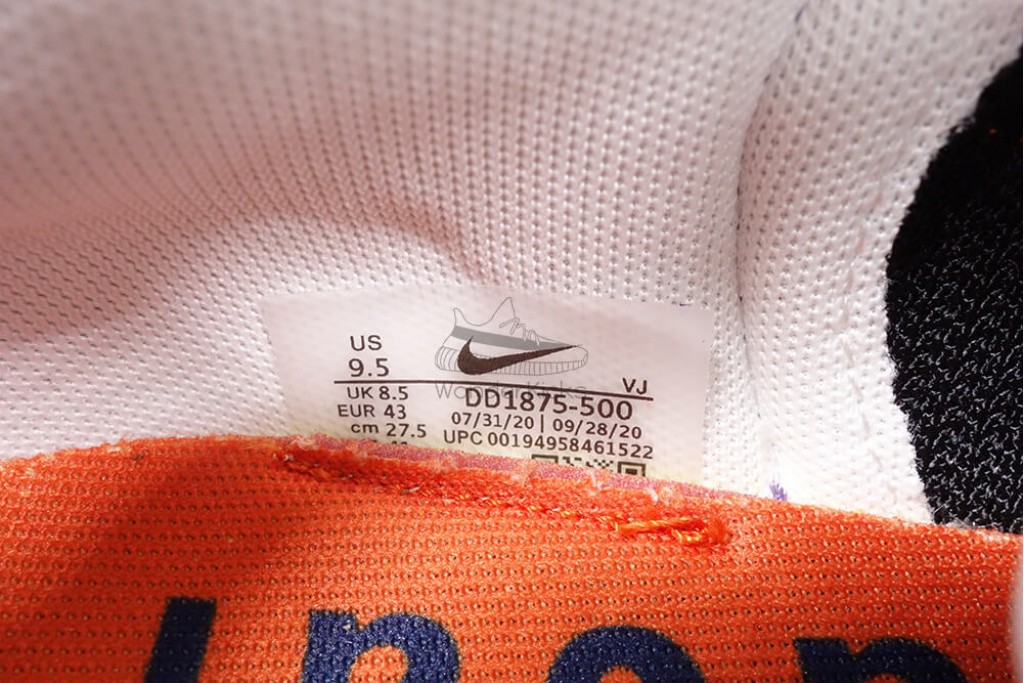 US
9.5
WonderKicks
VJ
UK 8.5
DD1875-500
EUR 43
07/31/20 | 09/28/20
cm 27.5
UPC 00194958461522